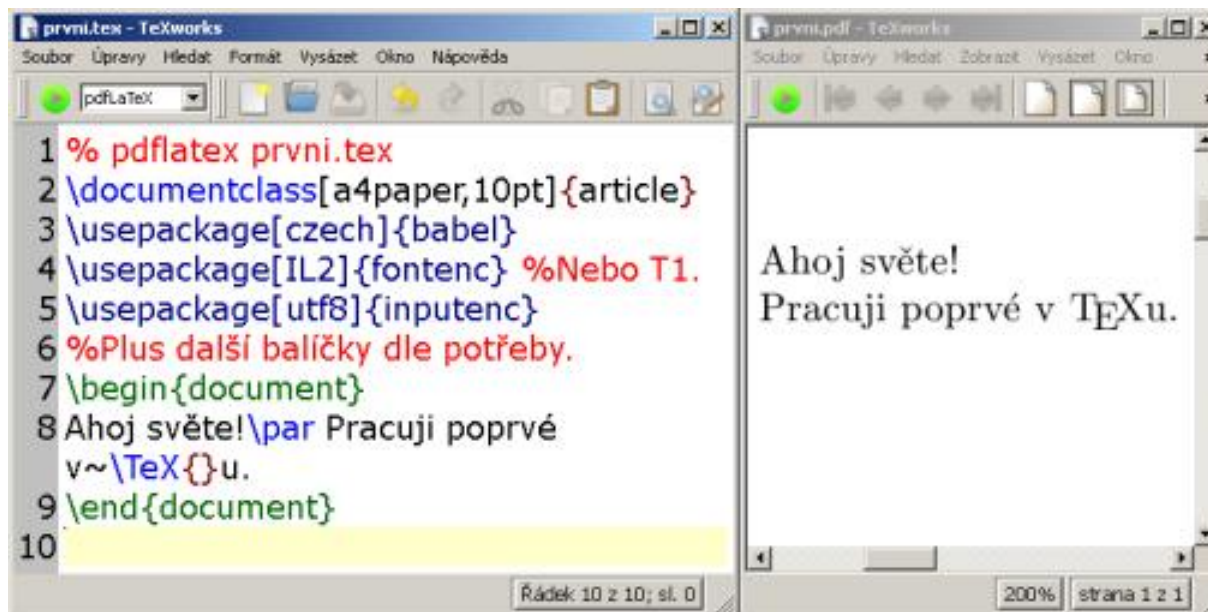 prvni.tex - TeXworks
Soubor Úpravy Hledat Formát Vysázet Okno Nápověda
pdfLaTeX
1 % pdflatex prvni.tex
2 \documentclass[a4paper,10pt]{article}
3 \usepackage[czech]{babel}
4 \usepackage[IL2]{fontenc} %Nebo T1.
5 \usepackage[utf8]{inputenc}
6 %Plus další balíčky dle potřeby.
7 \begin{document}
8 Ahoj světe!\par Pracuji poprvé
v~\TeX{}u.
9 \end{document}
10
Řádek 10 z 10; sl. 0
prvni.pdf - TeXworks
Soubor Úpravy Hledat Zobrazit Vysázet Okno
Ahoj světe!
Pracuji poprvé v TEXu.
200% strana 1 z 1